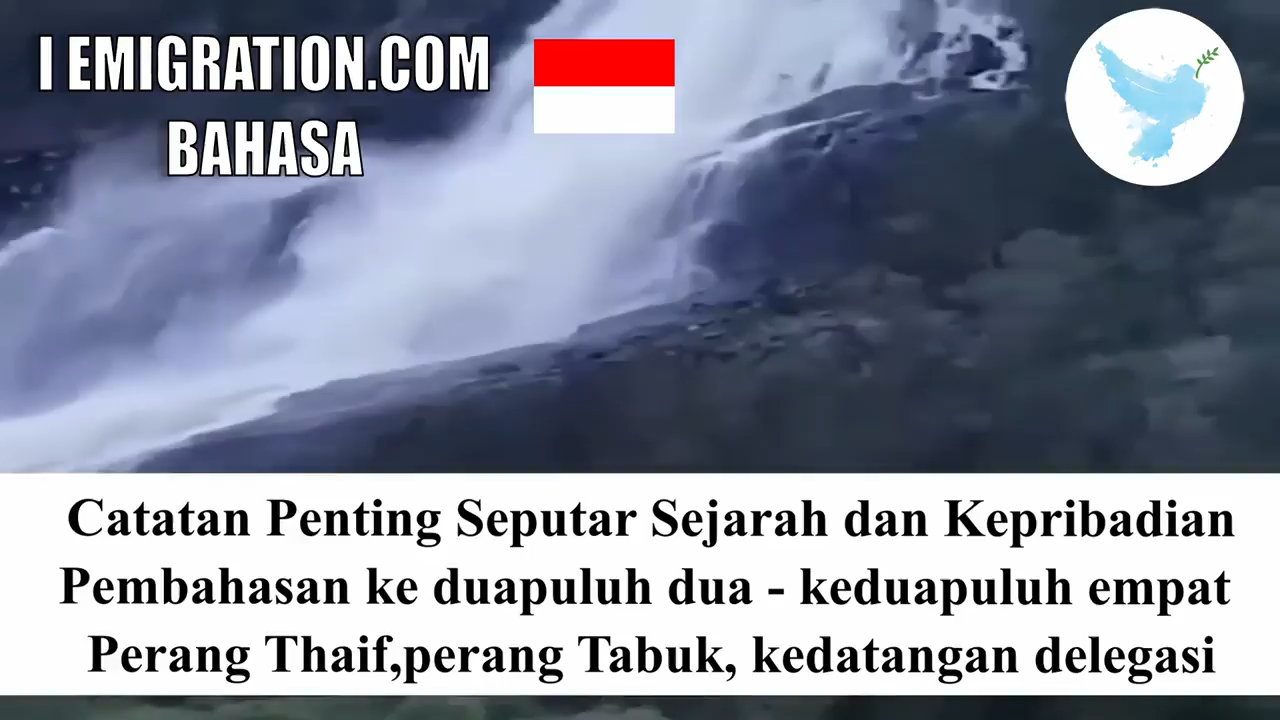 I EMIGRATION.COM
BAHASA
Catatan Penting Seputar Sejarah dan Kepribadian
Pembahasan ke duapuluh dua - keduapuluh empat
Perang Thaif,perang Tabuk, kedatangan delegasi